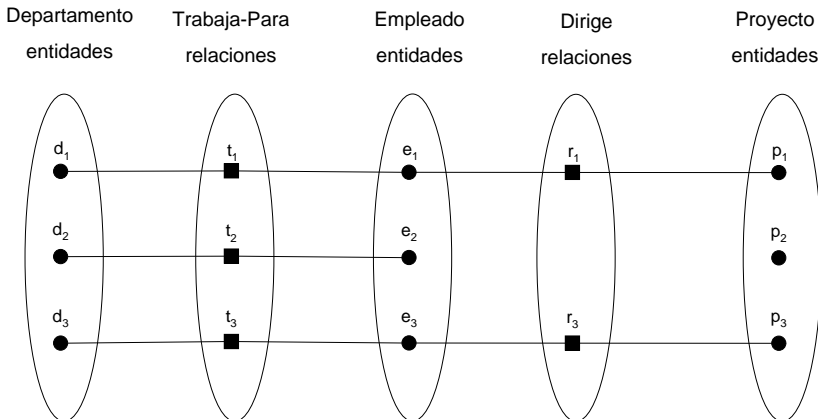 Departamento
entidades
Trabaja-Para
relaciones
Empleado
entidades
Dirige
relaciones
Proyecto
entidades
d1 t1 e1 r1 p1
d2 t2 e2 p2
d3 t3 e3 r3 p3